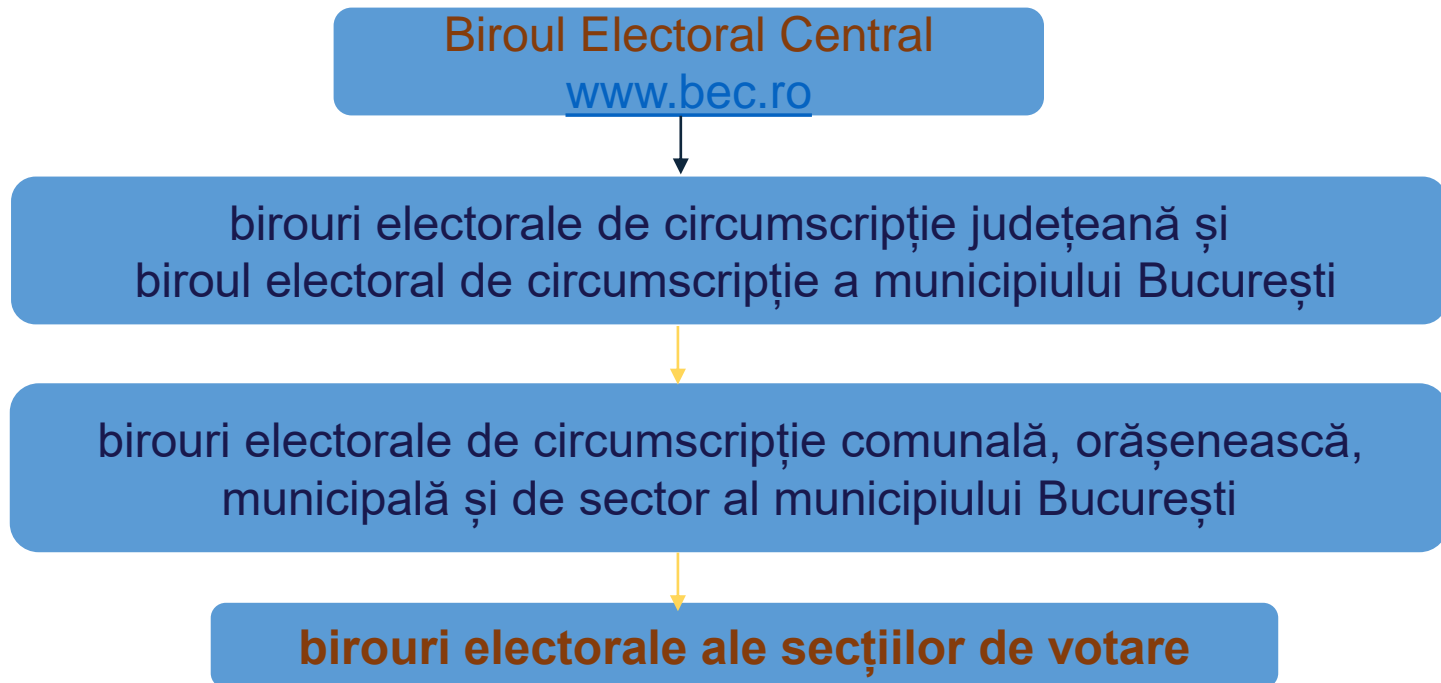 Biroul Electoral Central
www.bec.ro
birouri electorale de circumscripție județeană și
biroul electoral de circumscripție a municipiului București
birouri electorale de circumscripție comunală, orășenească,
municipală și de sector al municipiului București
birouri electorale ale secțiilor de votare